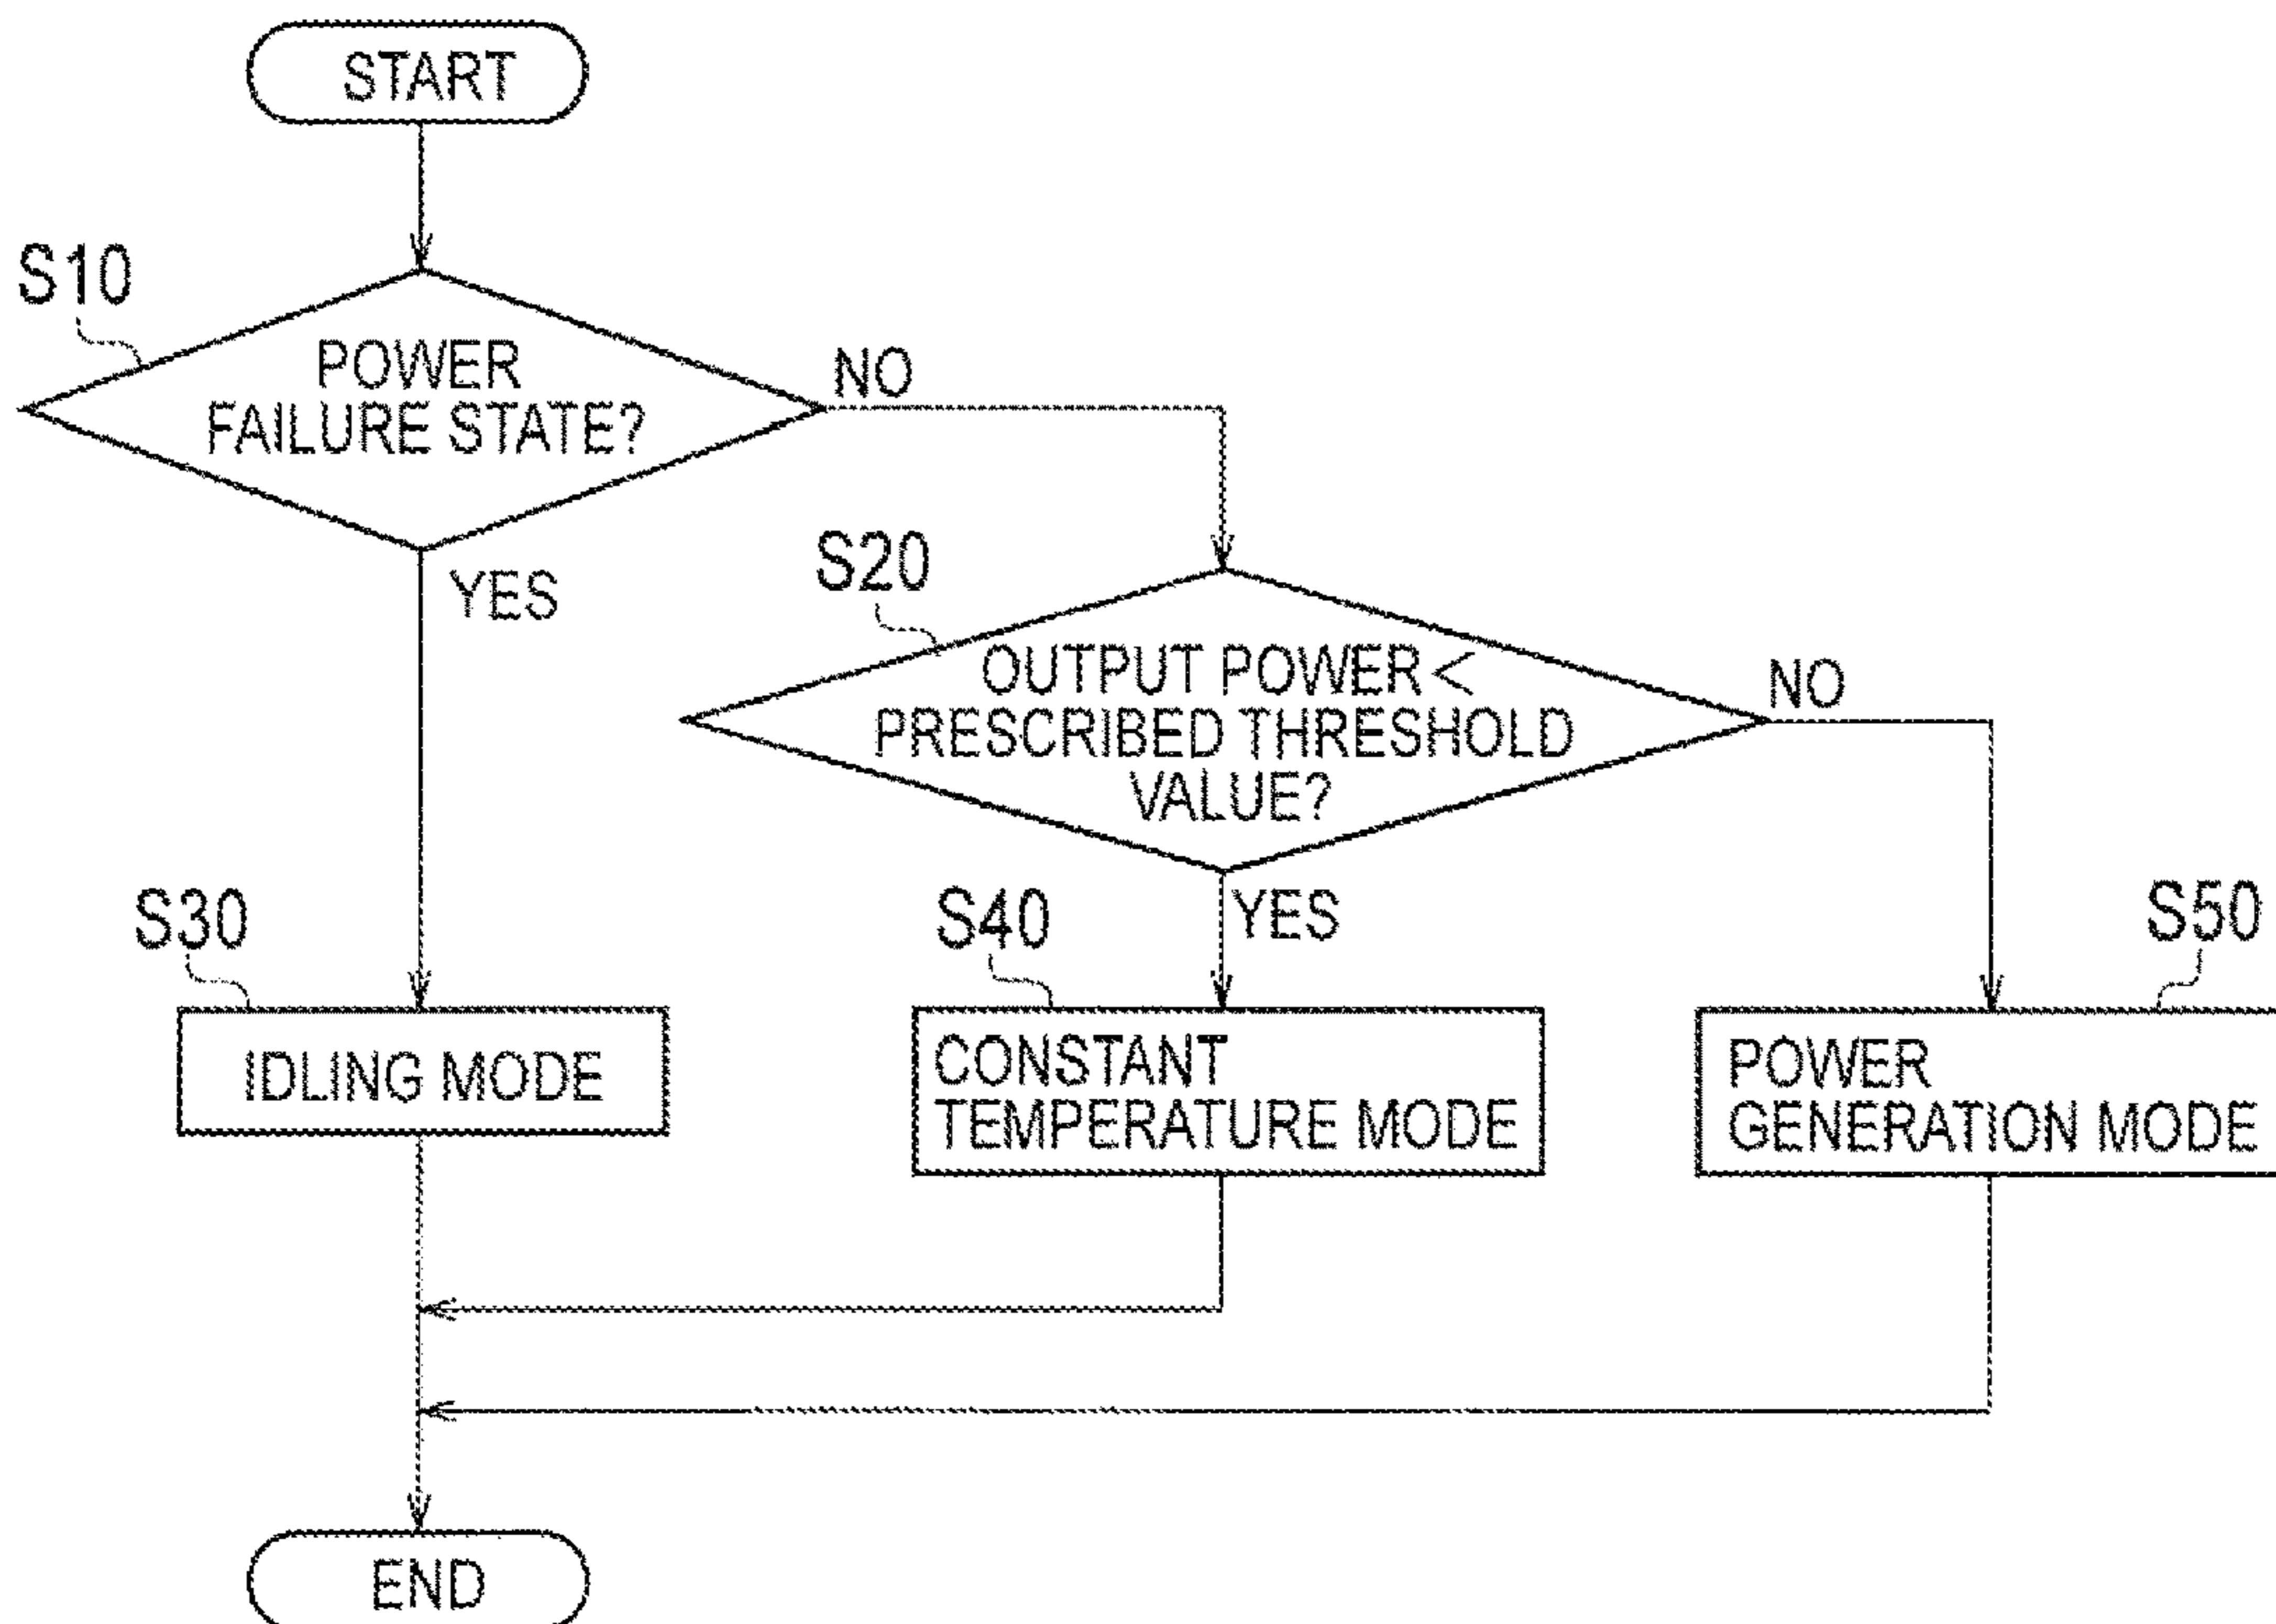 START
S10
POWER
FAILURE STATE?
NO
YES
S20
OUTPUT POWER <
PRESCRIBED THRESHOLD
VALUE?
NO
YES
S30
IDLING MODE
S40
CONSTANT
TEMPERATURE MODE
S50
POWER
GENERATION MODE
END